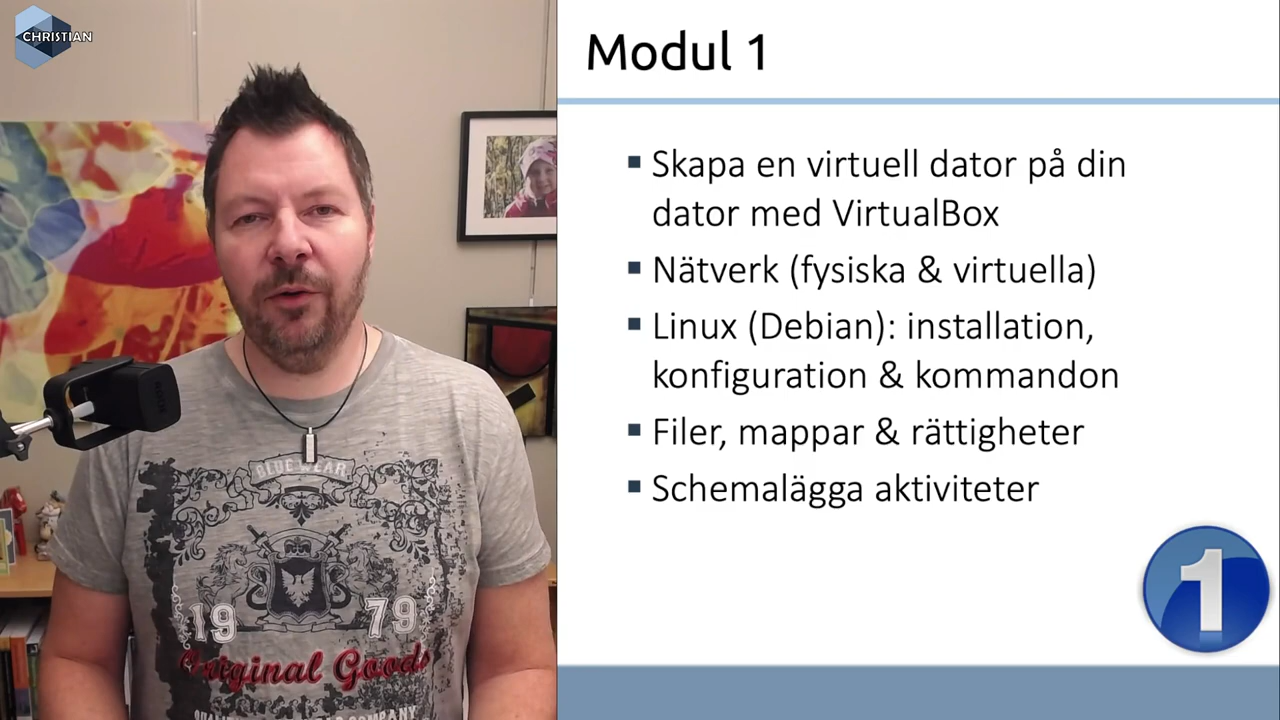 CHRISTIAN
Modul 1
Skapa en virtuell dator på din
dator med VirtualBox
Nätverk (fysiska & virtuella)
Linux (Debian): installation,
konfiguration & kommandon
Filer, mappar & rättigheter
Schemalägga aktiviteter
1
BLUE WEAR
19 79
Original Goods